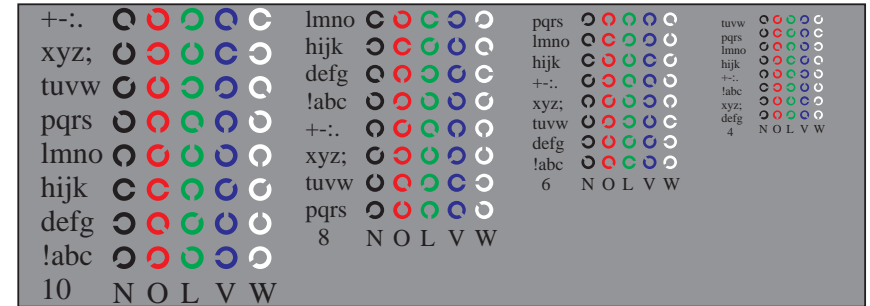 +-:.
xyz;
tuvw
pqrs
lmno
hijk
defg
!abc
10 N O L V W
lmno
hijk
defg
!abc
+-:.
xyz;
tuvw
pqrs
8 N O L V W
pqrs
lmno
hijk
+-:.
xyz;
tuvw
defg
!abc
6 N O L V W
tuvw
pqrs
lmno
hijk
+-:.
!abc
xyz;
defg
4 N O L V W